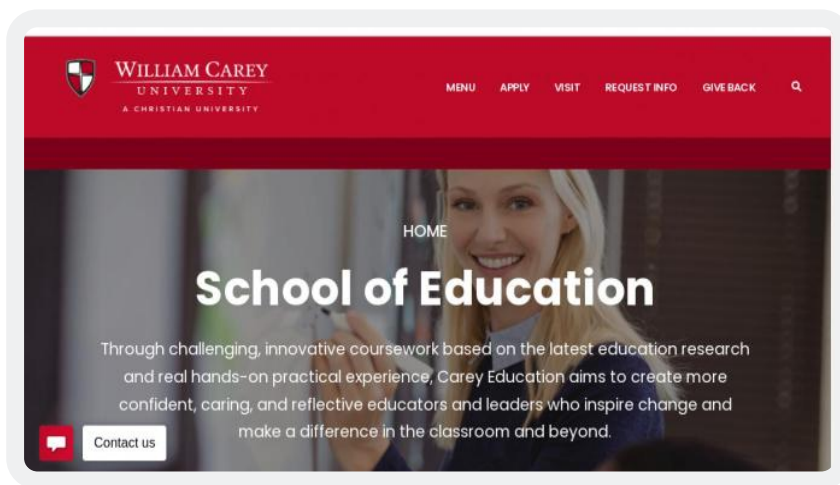 WILLIAM CAREY
UNIVERSITY
A CHRISTIAN UNIVERSITY
MENU APPLY VISIT REQUEST INFO GIVE BACK
HOME
School of Education
Through challenging, innovative coursework based on the latest education research
and real hands-on practical experience, Carey Education aims to create more
confident, caring, and reflective educators and leaders who inspire change and
make a difference in the classroom and beyond.
Contact us